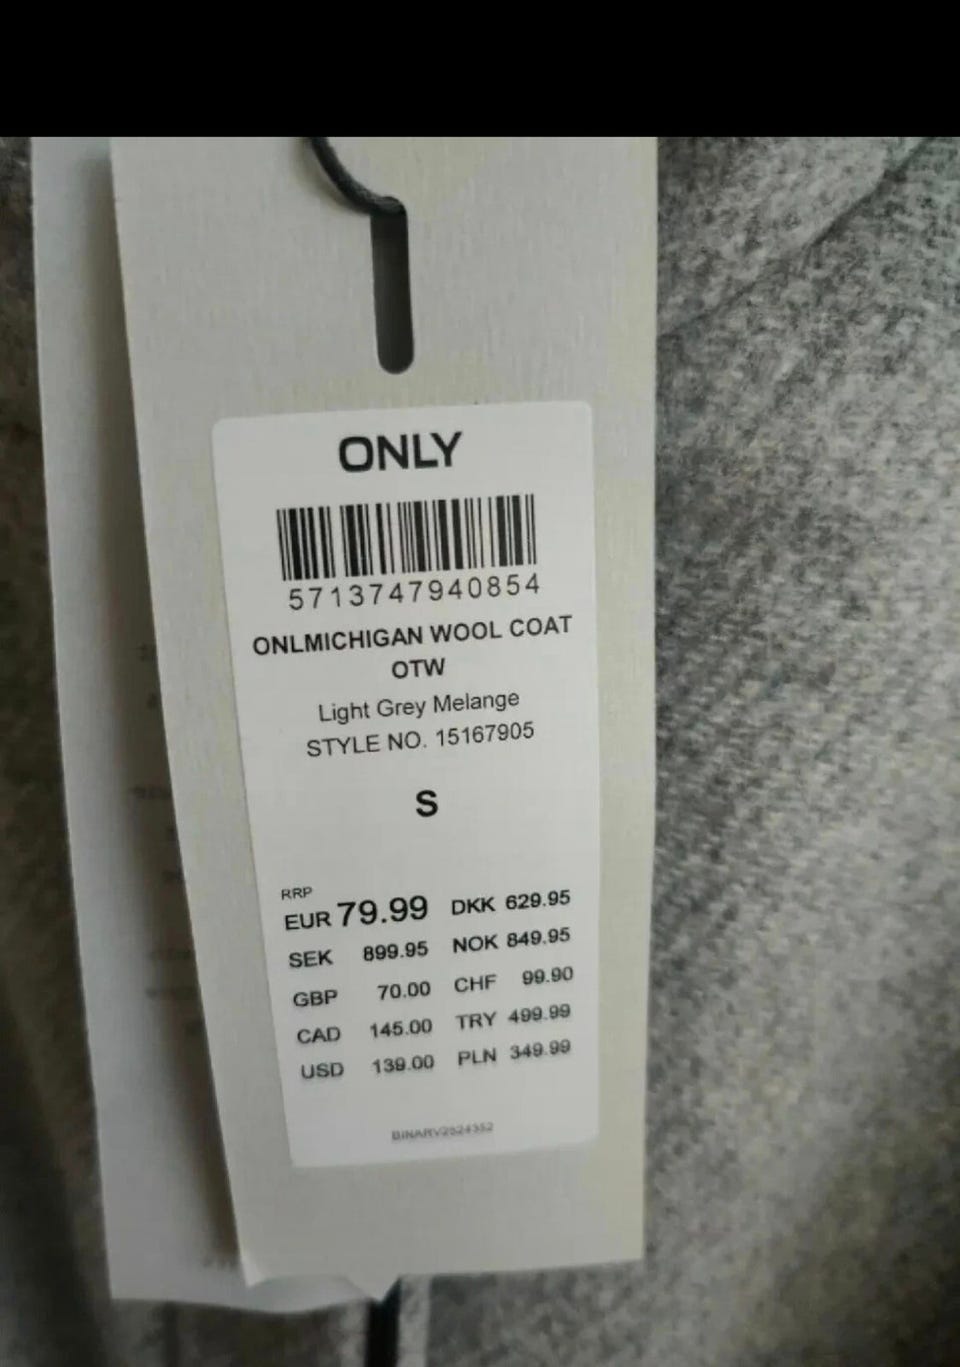 ONLY
5713747940854
ONLMICHIGAN WOOL COAT
OTW
Light Grey Melange
STYLE NO. 15167905
S
RRP
EUR 79.99 DKK 629.95
SEK 899.95 NOK 849.95
GBP 70.00 CHF 99.90
CAD 145.00 TRY 499.99
USD 139.00 PLN 349.99